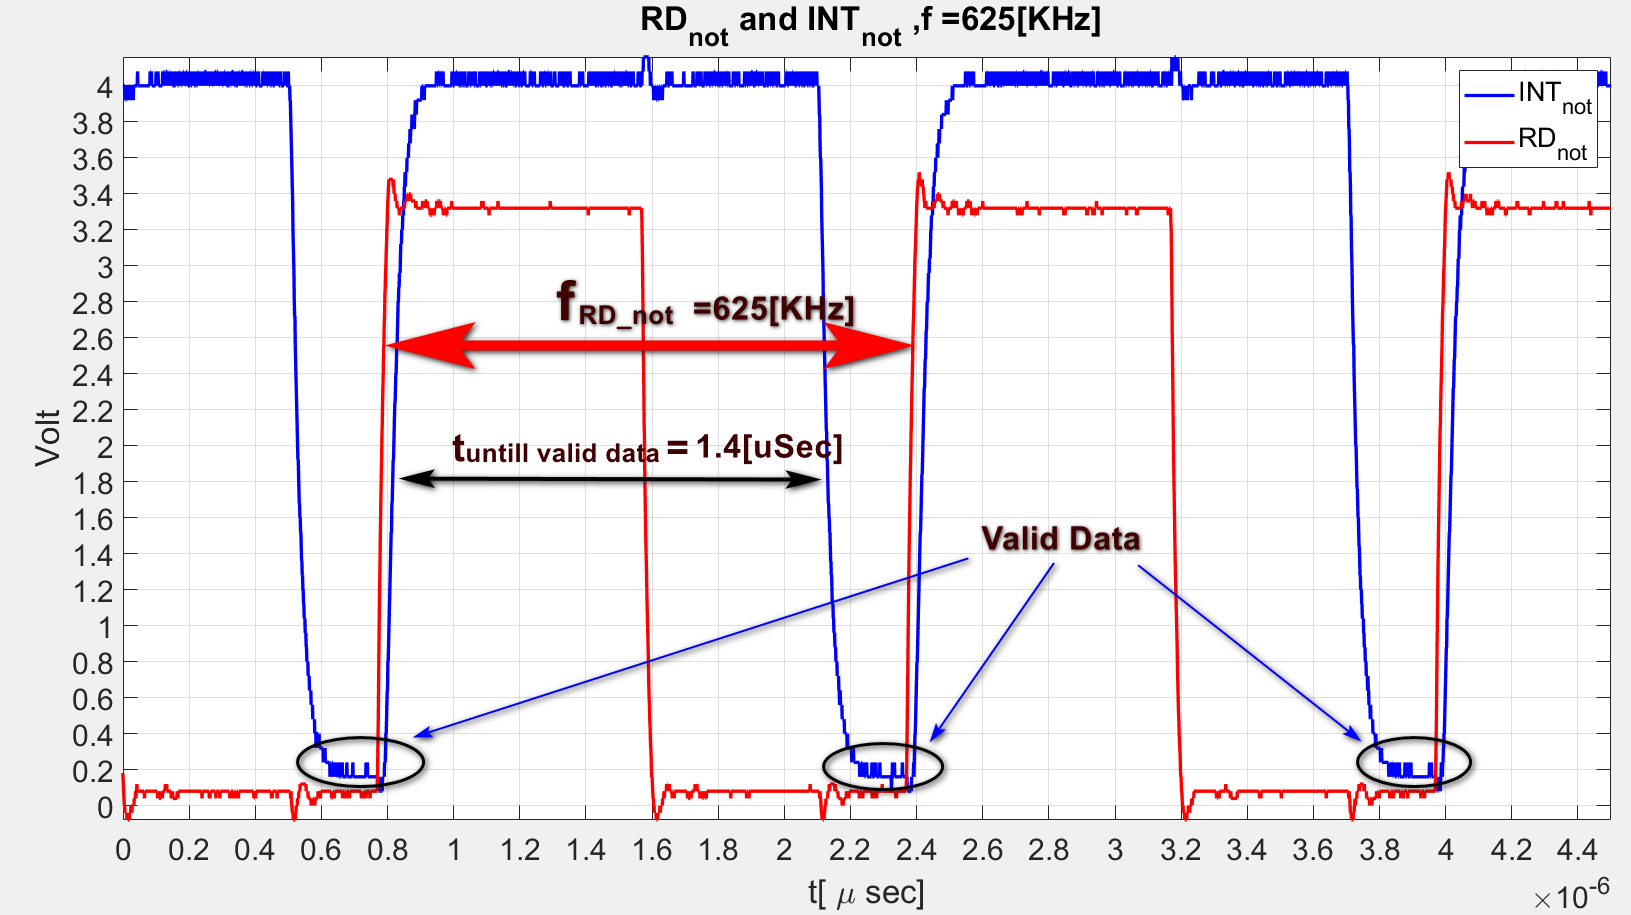 RDnot and INTnot ,f =625[KHz]
INTnot
RDnot
4
3.8
3.6
3.4
3.2
3
2.8
2.6
2.4
2.2
2
1.8
1.6
1.4
1.2
1
0.8
0.6
0.4
0.2
0
Volt
fRD_not =625[KHz]
tuntill valid data = 1.4[uSec]
Valid Data
0 0.2 0.4 0.6 0.8 1 1.2 1.4 1.6 1.8 2 2.2 2.4 2.6 2.8 3 3.2 3.4 3.6 3.8 4 4.2 4.4
t[ μ sec]
×10-6